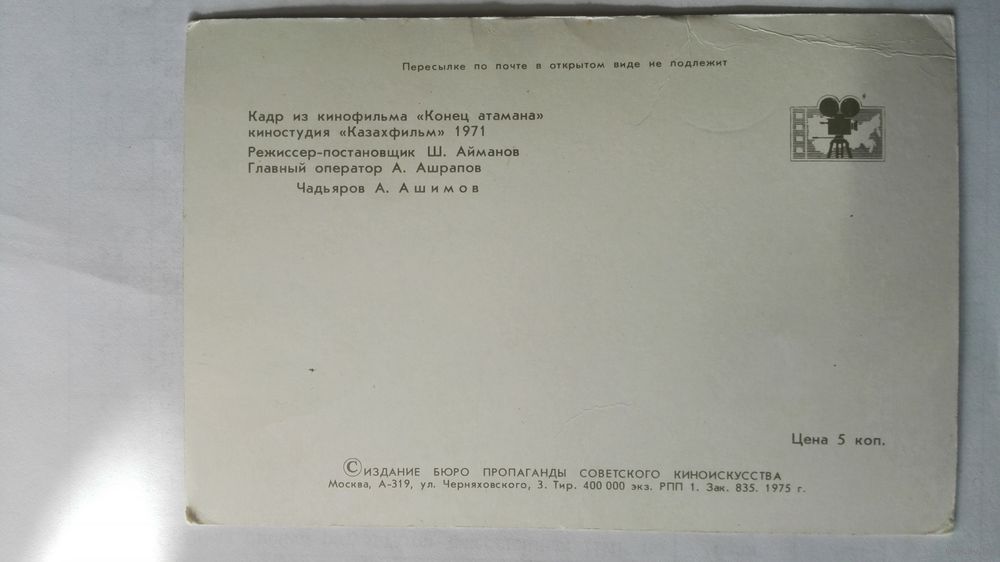 Пересылке по почте в открытом виде не подлежит
Кадр из кинофильма «Конец атамана»
киностудия «Казахфильм» 1971
Режиссер-постановщик Ш. Айманов
Главный оператор А. Ашрапов
Чадьяров А. Ашимов
Цена 5 коп.
© ИЗДАНИЕ БЮРО ПРОПАГАНДЫ СОВЕТСКОГО КИНОИСКУССТВА
Москва, А-319, ул. Черняховского, 3. Тир. 400 000 экз. РПП 1. Зак. 835. 1975 г.